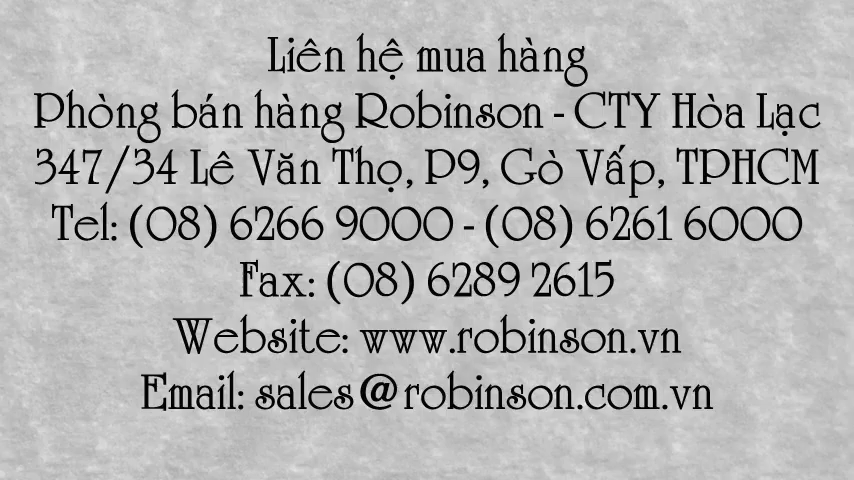 Liên hệ mua hàng
Phòng bán hàng Robinson - CTY Hòa Lạc
347/34 Lê Văn Thọ, P9, Gò Vấp, TPHCM
Tel: (08) 6266 9000 - (08) 6261 6000
Fax: (08) 6289 2615
Website: www.robinson.vn
Email: sales@robinson.com.vn